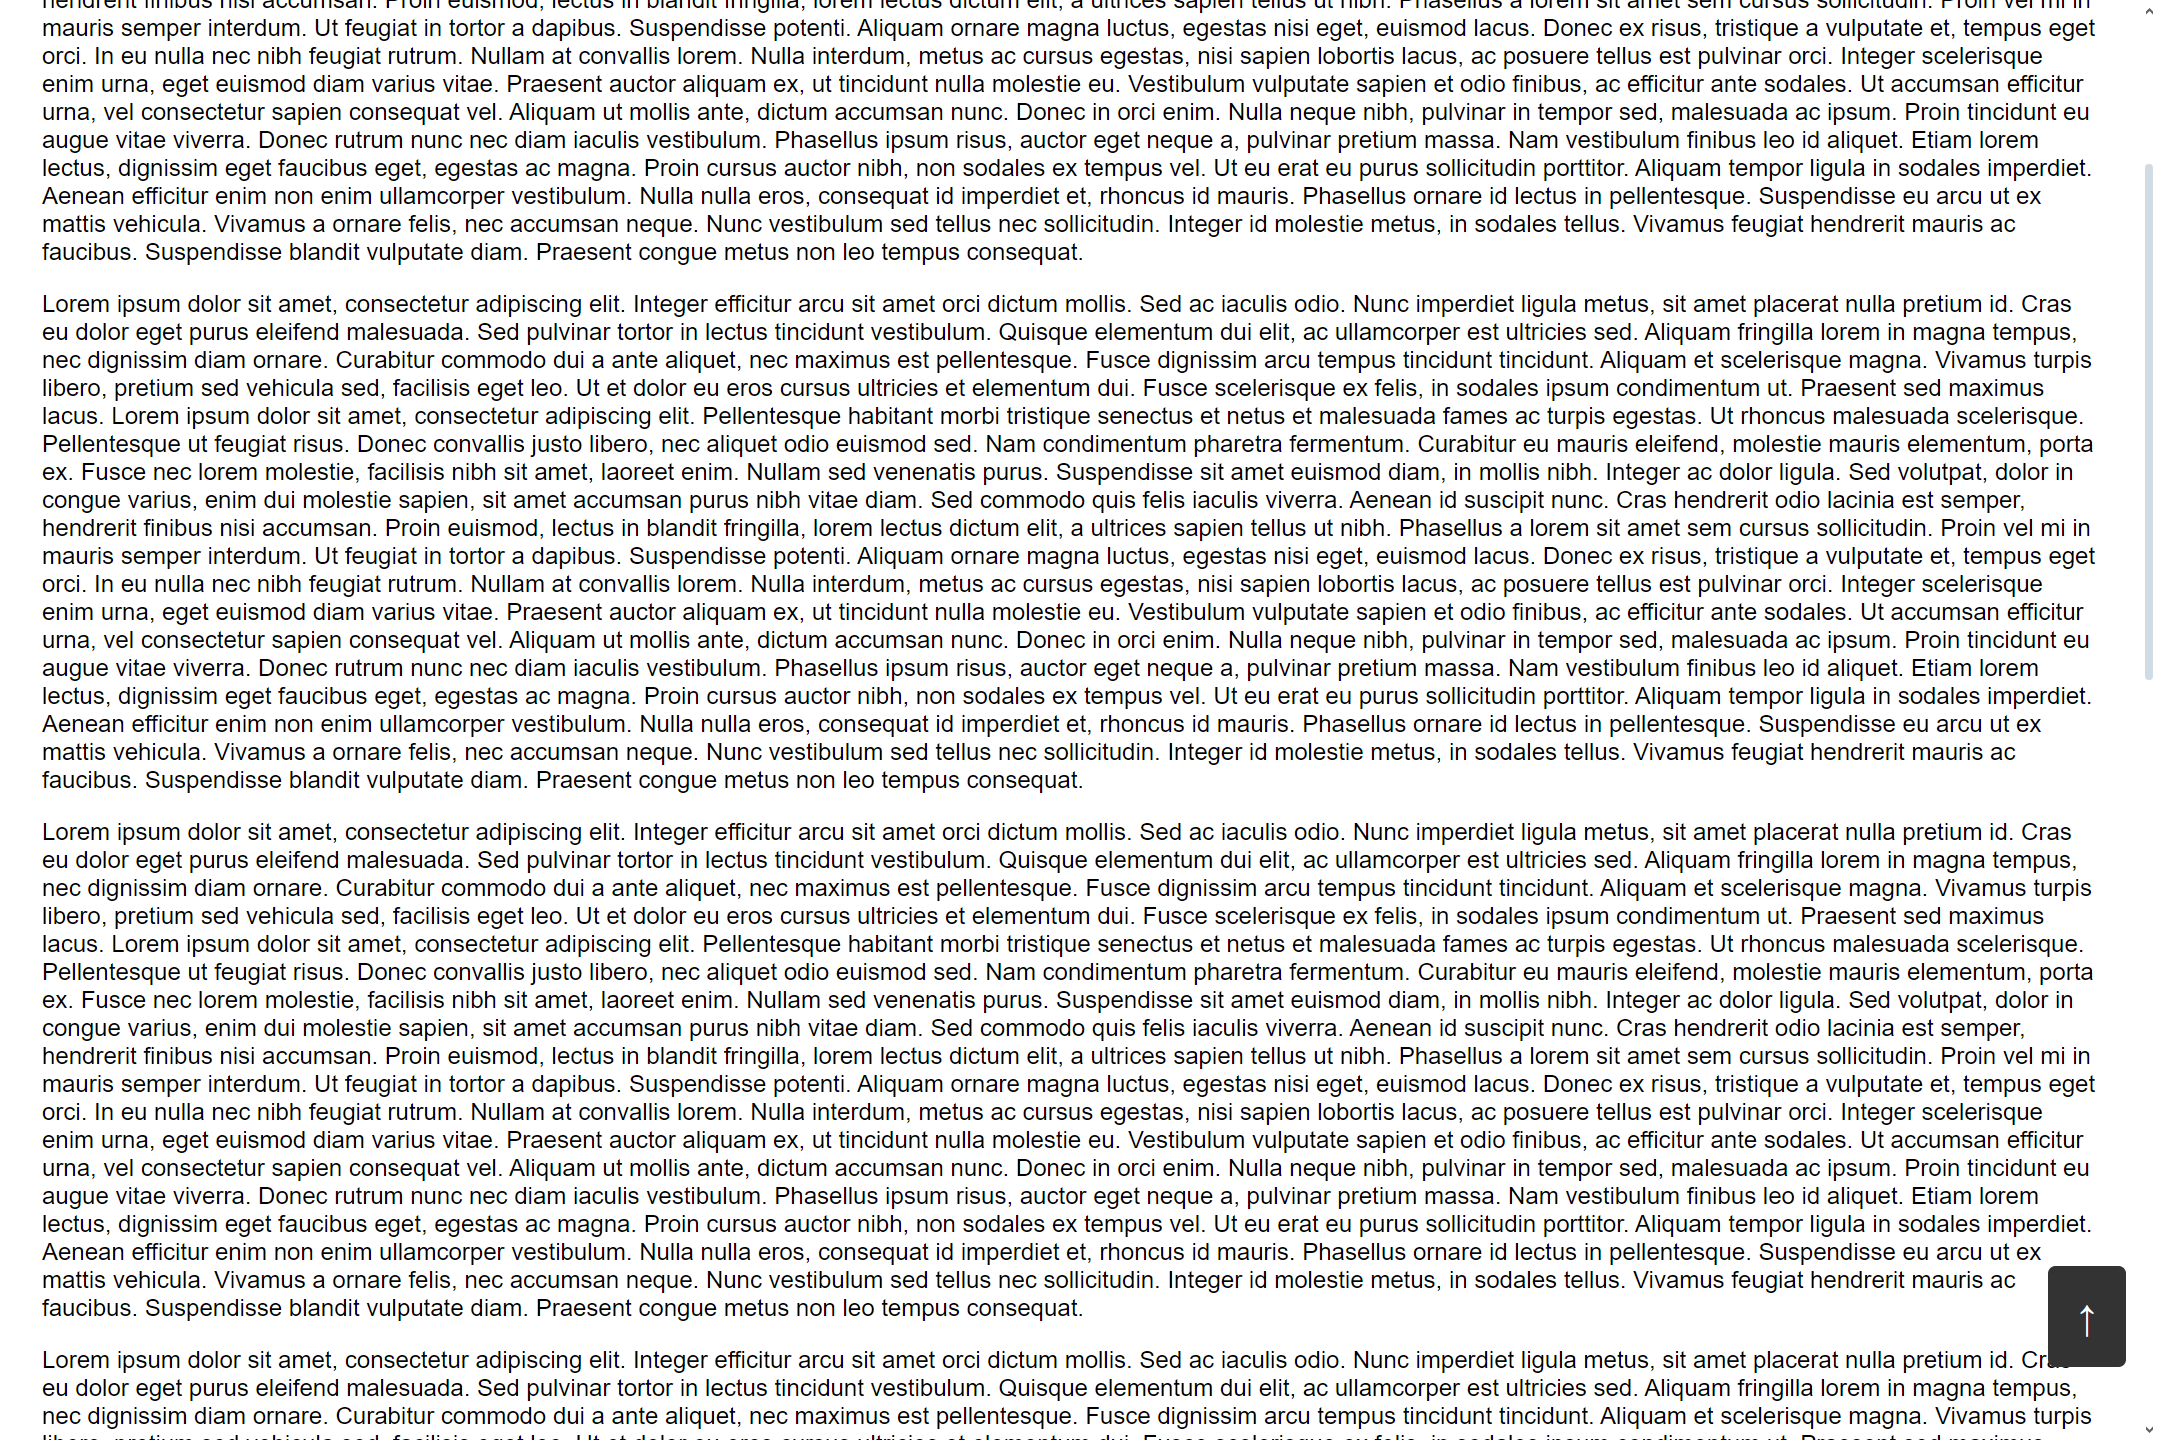 hendrerit finibus nisi accumsan. Proin euismod, lectus in blandit fringilla, lorem lectus dictum elit, a ultrices sapien tellus ut nibh. Phasellus a lorem sit amet sem cursus sollicitudin. Proin vel mi in
mauris semper interdum. Ut feugiat in tortor a dapibus. Suspendisse potenti. Aliquam ornare magna luctus, egestas nisi eget, euismod lacus. Donec ex risus, tristique a vulputate et, tempus eget
orci. In eu nulla nec nibh feugiat rutrum. Nullam at convallis lorem. Nulla interdum, metus ac cursus egestas, nisi sapien lobortis lacus, ac posuere tellus est pulvinar orci. Integer scelerisque
enim urna, eget euismod diam varius vitae. Praesent auctor aliquam ex, ut tincidunt nulla molestie eu. Vestibulum vulputate sapien et odio finibus, ac efficitur ante sodales. Ut accumsan efficitur
urna, vel consectetur sapien consequat vel. Aliquam ut mollis ante, dictum accumsan nunc. Donec in orci enim. Nulla neque nibh, pulvinar in tempor sed, malesuada ac ipsum. Proin tincidunt eu
augue vitae viverra. Donec rutrum nunc nec diam iaculis vestibulum. Phasellus ipsum risus, auctor eget neque a, pulvinar pretium massa. Nam vestibulum finibus leo id aliquet. Etiam lorem
lectus, dignissim eget faucibus eget, egestas ac magna. Proin cursus auctor nibh, non sodales ex tempus vel. Ut eu erat eu purus sollicitudin porttitor. Aliquam tempor ligula in sodales imperdiet.
Aenean efficitur enim non enim ullamcorper vestibulum. Nulla nulla eros, consequat id imperdiet et, rhoncus id mauris. Phasellus ornare id lectus in pellentesque. Suspendisse eu arcu ut ex
mattis vehicula. Vivamus a ornare felis, nec accumsan neque. Nunc vestibulum sed tellus nec sollicitudin. Integer id molestie metus, in sodales tellus. Vivamus feugiat hendrerit mauris ac
faucibus. Suspendisse blandit vulputate diam. Praesent congue metus non leo tempus consequat.
Lorem ipsum dolor sit amet, consectetur adipiscing elit. Integer efficitur arcu sit amet orci dictum mollis. Sed ac iaculis odio. Nunc imperdiet ligula metus, sit amet placerat nulla pretium id. Cras
eu dolor eget purus eleifend malesuada. Sed pulvinar tortor in lectus tincidunt vestibulum. Quisque elementum dui elit, ac ullamcorper est ultricies sed. Aliquam fringilla lorem in magna tempus,
nec dignissim diam ornare. Curabitur commodo dui a ante aliquet, nec maximus est pellentesque. Fusce dignissim arcu tempus tincidunt tincidunt. Aliquam et scelerisque magna. Vivamus turpis
libero, pretium sed vehicula sed, facilisis eget leo. Ut et dolor eu eros cursus ultricies et elementum dui. Fusce scelerisque ex felis, in sodales ipsum condimentum ut. Praesent sed maximus
lacus. Lorem ipsum dolor sit amet, consectetur adipiscing elit. Pellentesque habitant morbi tristique senectus et netus et malesuada fames ac turpis egestas. Ut rhoncus malesuada scelerisque.
Pellentesque ut feugiat risus. Donec convallis justo libero, nec aliquet odio euismod sed. Nam condimentum pharetra fermentum. Curabitur eu mauris eleifend, molestie mauris elementum, porta
ex. Fusce nec lorem molestie, facilisis nibh sit amet, laoreet enim. Nullam sed venenatis purus. Suspendisse sit amet euismod diam, in mollis nibh. Integer ac dolor ligula. Sed volutpat, dolor in
congue varius, enim dui molestie sapien, sit amet accumsan purus nibh vitae diam. Sed commodo quis felis iaculis viverra. Aenean id suscipit nunc. Cras hendrerit odio lacinia est semper,
hendrerit finibus nisi accumsan. Proin euismod, lectus in blandit fringilla, lorem lectus dictum elit, a ultrices sapien tellus ut nibh. Phasellus a lorem sit amet sem cursus sollicitudin. Proin vel mi in
mauris semper interdum. Ut feugiat in tortor a dapibus. Suspendisse potenti. Aliquam ornare magna luctus, egestas nisi eget, euismod lacus. Donec ex risus, tristique a vulputate et, tempus eget
orci. In eu nulla nec nibh feugiat rutrum. Nullam at convallis lorem. Nulla interdum, metus ac cursus egestas, nisi sapien lobortis lacus, ac posuere tellus est pulvinar orci. Integer scelerisque
enim urna, eget euismod diam varius vitae. Praesent auctor aliquam ex, ut tincidunt nulla molestie eu. Vestibulum vulputate sapien et odio finibus, ac efficitur ante sodales. Ut accumsan efficitur
urna, vel consectetur sapien consequat vel. Aliquam ut mollis ante, dictum accumsan nunc. Donec in orci enim. Nulla neque nibh, pulvinar in tempor sed, malesuada ac ipsum. Proin tincidunt eu
augue vitae viverra. Donec rutrum nunc nec diam iaculis vestibulum. Phasellus ipsum risus, auctor eget neque a, pulvinar pretium massa. Nam vestibulum finibus leo id aliquet. Etiam lorem
lectus, dignissim eget faucibus eget, egestas ac magna. Proin cursus auctor nibh, non sodales ex tempus vel. Ut eu erat eu purus sollicitudin porttitor. Aliquam tempor ligula in sodales imperdiet.
Aenean efficitur enim non enim ullamcorper vestibulum. Nulla nulla eros, consequat id imperdiet et, rhoncus id mauris. Phasellus ornare id lectus in pellentesque. Suspendisse eu arcu ut ex
mattis vehicula. Vivamus a ornare felis, nec accumsan neque. Nunc vestibulum sed tellus nec sollicitudin. Integer id molestie metus, in sodales tellus. Vivamus feugiat hendrerit mauris ac
faucibus. Suspendisse blandit vulputate diam. Praesent congue metus non leo tempus consequat.
Lorem ipsum dolor sit amet, consectetur adipiscing elit. Integer efficitur arcu sit amet orci dictum mollis. Sed ac iaculis odio. Nunc imperdiet ligula metus, sit amet placerat nulla pretium id. Cras
eu dolor eget purus eleifend malesuada. Sed pulvinar tortor in lectus tincidunt vestibulum. Quisque elementum dui elit, ac ullamcorper est ultricies sed. Aliquam fringilla lorem in magna tempus,
nec dignissim diam ornare. Curabitur commodo dui a ante aliquet, nec maximus est pellentesque. Fusce dignissim arcu tempus tincidunt tincidunt. Aliquam et scelerisque magna. Vivamus turpis
libero, pretium sed vehicula sed, facilisis eget leo. Ut et dolor eu eros cursus ultricies et elementum dui. Fusce scelerisque ex felis, in sodales ipsum condimentum ut. Praesent sed maximus
lacus. Lorem ipsum dolor sit amet, consectetur adipiscing elit. Pellentesque habitant morbi tristique senectus et netus et malesuada fames ac turpis egestas. Ut rhoncus malesuada scelerisque.
Pellentesque ut feugiat risus. Donec convallis justo libero, nec aliquet odio euismod sed. Nam condimentum pharetra fermentum. Curabitur eu mauris eleifend, molestie mauris elementum, porta
ex. Fusce nec lorem molestie, facilisis nibh sit amet, laoreet enim. Nullam sed venenatis purus. Suspendisse sit amet euismod diam, in mollis nibh. Integer ac dolor ligula. Sed volutpat, dolor in
congue varius, enim dui molestie sapien, sit amet accumsan purus nibh vitae diam. Sed commodo quis felis iaculis viverra. Aenean id suscipit nunc. Cras hendrerit odio lacinia est semper,
hendrerit finibus nisi accumsan. Proin euismod, lectus in blandit fringilla, lorem lectus dictum elit, a ultrices sapien tellus ut nibh. Phasellus a lorem sit amet sem cursus sollicitudin. Proin vel mi in
mauris semper interdum. Ut feugiat in tortor a dapibus. Suspendisse potenti. Aliquam ornare magna luctus, egestas nisi eget, euismod lacus. Donec ex risus, tristique a vulputate et, tempus eget
orci. In eu nulla nec nibh feugiat rutrum. Nullam at convallis lorem. Nulla interdum, metus ac cursus egestas, nisi sapien lobortis lacus, ac posuere tellus est pulvinar orci. Integer scelerisque
enim urna, eget euismod diam varius vitae. Praesent auctor aliquam ex, ut tincidunt nulla molestie eu. Vestibulum vulputate sapien et odio finibus, ac efficitur ante sodales. Ut accumsan efficitur
urna, vel consectetur sapien consequat vel. Aliquam ut mollis ante, dictum accumsan nunc. Donec in orci enim. Nulla neque nibh, pulvinar in tempor sed, malesuada ac ipsum. Proin tincidunt eu
augue vitae viverra. Donec rutrum nunc nec diam iaculis vestibulum. Phasellus ipsum risus, auctor eget neque a, pulvinar pretium massa. Nam vestibulum finibus leo id aliquet. Etiam lorem
lectus, dignissim eget faucibus eget, egestas ac magna. Proin cursus auctor nibh, non sodales ex tempus vel. Ut eu erat eu purus sollicitudin porttitor. Aliquam tempor ligula in sodales imperdiet.
Aenean efficitur enim non enim ullamcorper vestibulum. Nulla nulla eros, consequat id imperdiet et, rhoncus id mauris. Phasellus ornare id lectus in pellentesque. Suspendisse eu arcu ut ex
mattis vehicula. Vivamus a ornare felis, nec accumsan neque. Nunc vestibulum sed tellus nec sollicitudin. Integer id molestie metus, in sodales tellus. Vivamus feugiat hendrerit mauris ac
faucibus. Suspendisse blandit vulputate diam. Praesent congue metus non leo tempus consequat.
↑
Lorem ipsum dolor sit amet, consectetur adipiscing elit. Integer efficitur arcu sit amet orci dictum mollis. Sed ac iaculis odio. Nunc imperdiet ligula metus, sit amet placerat nulla pretium id.
eu dolor eget purus eleifend malesuada. Sed pulvinar tortor in lectus tincidunt vestibulum. Quisque elementum dui elit, ac ullamcorper est ultricies sed. Aliquam fringilla lorem in magna tempus,
nec dignissim diam ornare. Curabitur commodo dui a ante aliquet, nec maximus est pellentesque. Fusce dignissim arcu tempus tincidunt tincidunt. Aliquam et scelerisque magna. Vivamus turpis